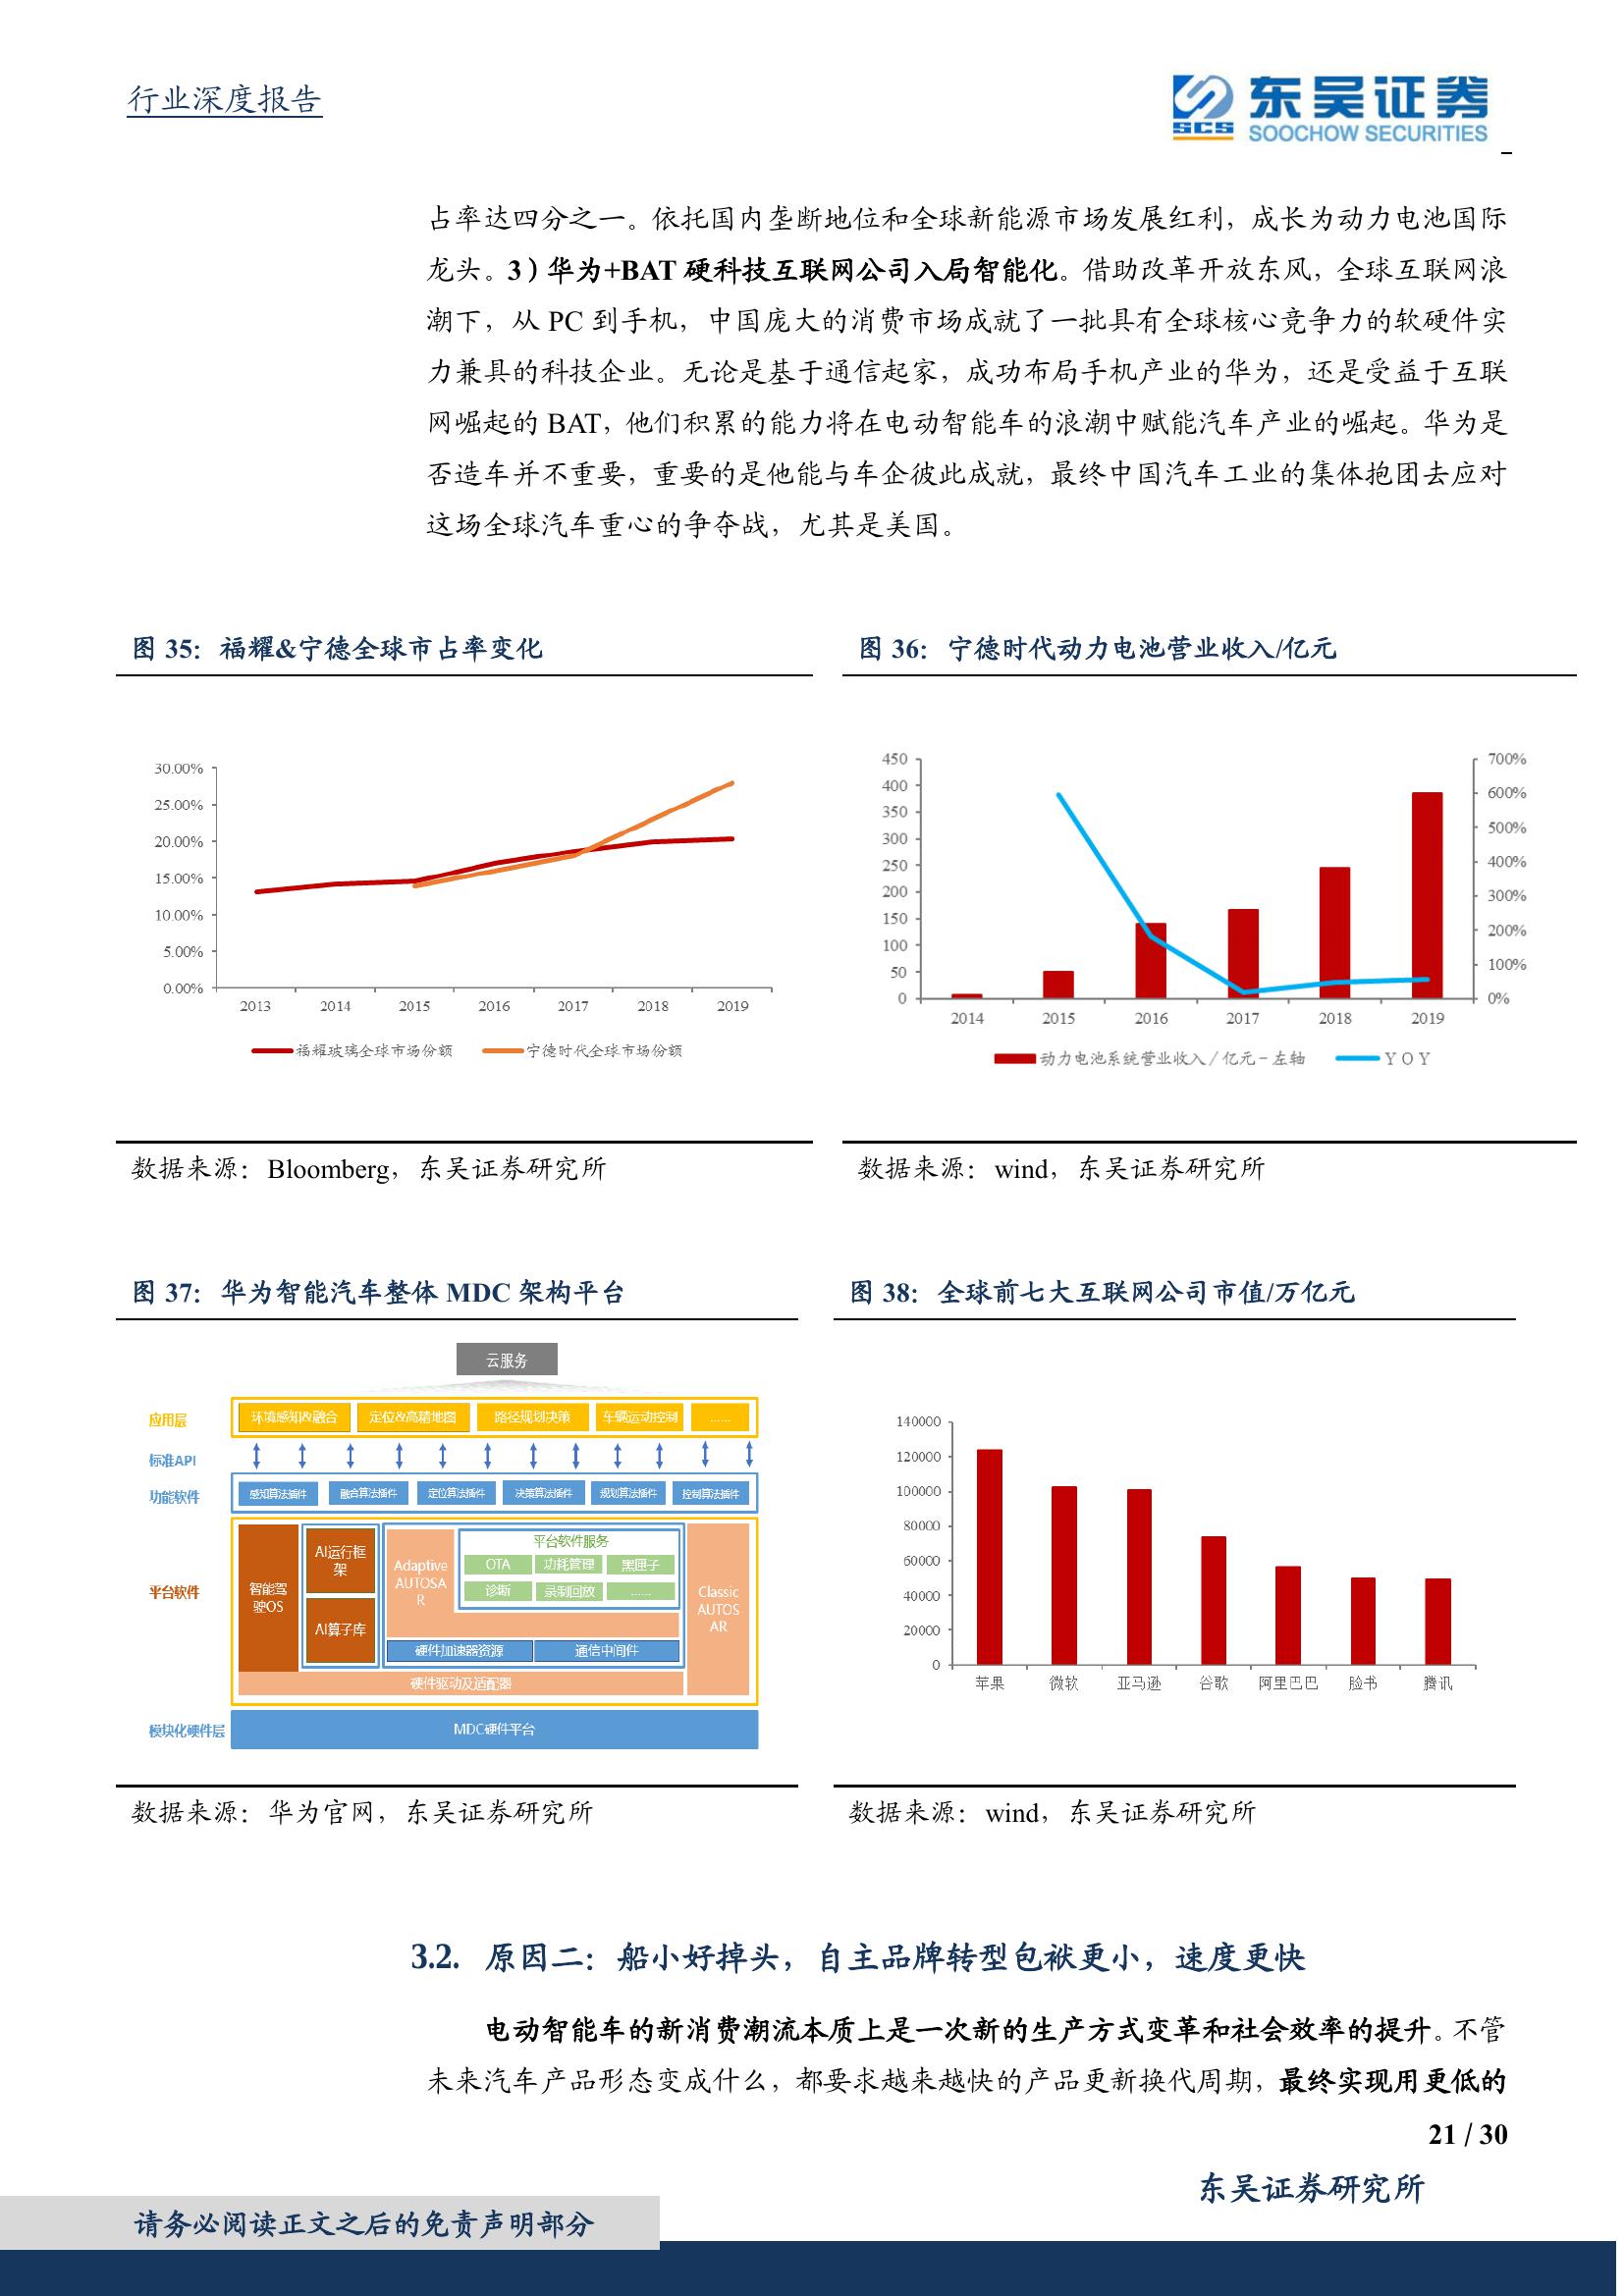 行业深度报告
东吴证券
SCS
SOOCHOW SECURITIES
占率达四分之一。依托国内垄断地位和全球新能源市场发展红利，成长为动力电池国际
龙头。3）华为+BAT 硬科技互联网公司入局智能化。借助改革开放东风，全球互联网浪
潮下，从 PC 到手机，中国庞大的消费市场成就了一批具有全球核心竞争力的软硬件实
力兼具的科技企业。无论是基于通信起家，成功布局手机产业的华为，还是受益于互联
网崛起的 BAT，他们积累的能力将在电动智能车的浪潮中赋能汽车产业的崛起。华为是
否造车并不重要，重要的是他能与车企彼此成就，最终中国汽车工业的集体抱团去应对
这场全球汽车重心的争夺战，尤其是美国。
图 35：福耀&宁德全球市占率变化
30.00%
25.00%
20.00%
15.00%
10.00%
5.00%
0.00%
2013 2014 2015 2016 2017 2018 2019
福耀玻璃全球市场份额 宁德时代全球市场份额
数据来源：Bloomberg，东吴证券研究所
图 36：宁德时代动力电池营业收入/亿元
450 700%
400 600%
350 500%
300 400%
250 300%
200 200%
150 100%
100 0%
50
0
2014 2015 2016 2017 2018 2019
动力电池系统营业收入/亿元-左轴 YOY
数据来源：wind，东吴证券研究所
图 37：华为智能汽车整体 MDC 架构平台
云服务
应用层 环境感知&融合 定位&高精地图 路径规划决策 车辆运动控制 ......
标准API
功能软件 感知算法插件 融合算法插件 定位算法插件 决策算法插件 规划算法插件 控制算法插件
平台软件
智能驾
驶OS
AI运行框
架
AI算子库
Adaptive
AUTOSA
R
平台软件服务
OTA 功耗管理 黑匣子
诊断 录制回放 ......
硬件加速器资源 通信中间件
Classic
AUTOS
AR
硬件驱动及适配器
模块化硬件层 MDC硬件平台
数据来源：华为官网，东吴证券研究所
图 38：全球前七大互联网公司市值/万亿元
140000
120000
100000
80000
60000
40000
20000
0
苹果 微软 亚马逊 谷歌 阿里巴巴 脸书 腾讯
数据来源：wind，东吴证券研究所
3.2. 原因二：船小好掉头，自主品牌转型包袱更小，速度更快
电动智能车的新消费潮流本质上是一次新的生产方式变革和社会效率的提升。不管
未来汽车产品形态变成什么，都要求越来越快的产品更新换代周期，最终实现用更低的
21 / 30
东吴证券研究所
请务必阅读正文之后的免责声明部分